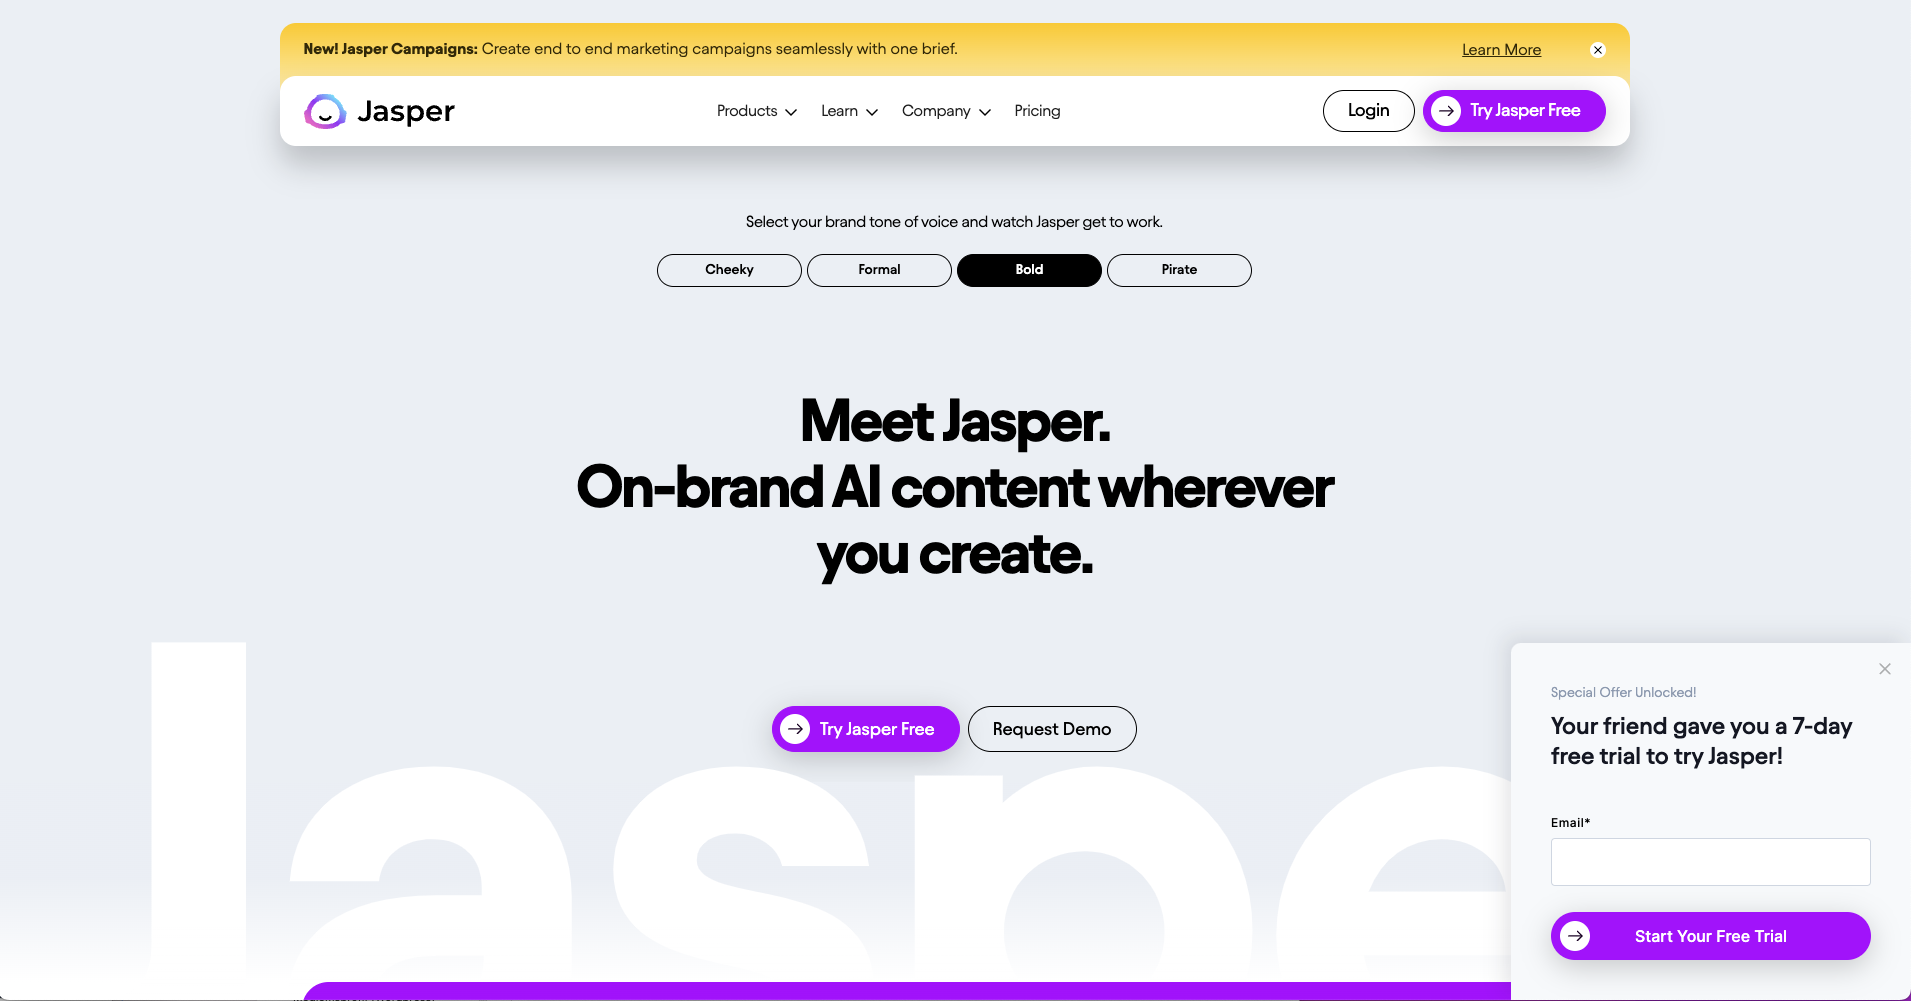 New! Jasper Campaigns: Create end to end marketing campaigns seamlessly with one brief.
Learn More
Jasper
Products
Learn
Company
Pricing
Login
Try Jasper Free
Select your brand tone of voice and watch Jasper get to work.
Cheeky
Formal
Bold
Pirate
Meet Jasper.
On-brand AI content wherever
you create.
Try Jasper Free
Request Demo
Special Offer Unlocked!
Your friend gave you a 7-day
free trial to try Jasper!
Email*
Start Your Free Trial